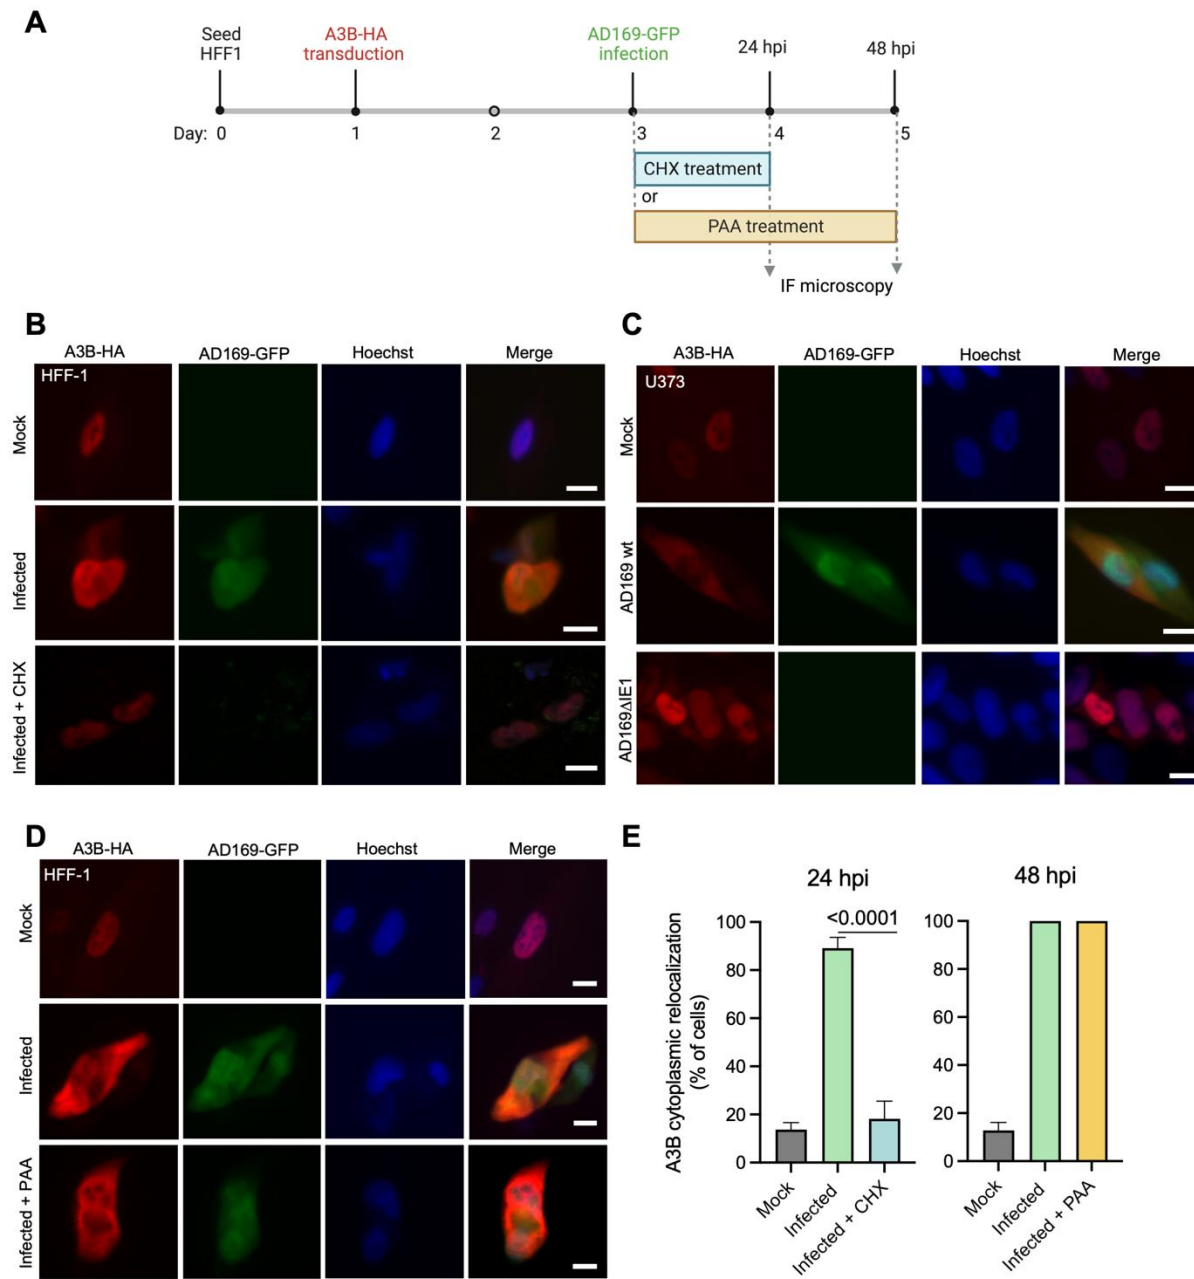 A
Seed
HFF1
A3B-HA
transduction
AD169-GFP
infection
24 hpi
48 hpi
Day: 0 1 2 3 4 5
CHX treatment
or
PAA treatment
IF microscopy
B
A3B-HA AD169-GFP Hoechst Merge
HFF-1
Mock
Infected
Infected + CHX
C
A3B-HA AD169-GFP Hoechst Merge
U373
Mock
AD169 wt
AD169ΔIE1
D
A3B-HA AD169-GFP Hoechst Merge
HFF-1
Mock
Infected
Infected + PAA
E
A3B cytoplasmic relocalization
(% of cells)
24 hpi
<0.0001
100
80
60
40
20
0
Mock
Infected
Infected + CHX
48 hpi
100
80
60
40
20
0
Mock
Infected
Infected + PAA